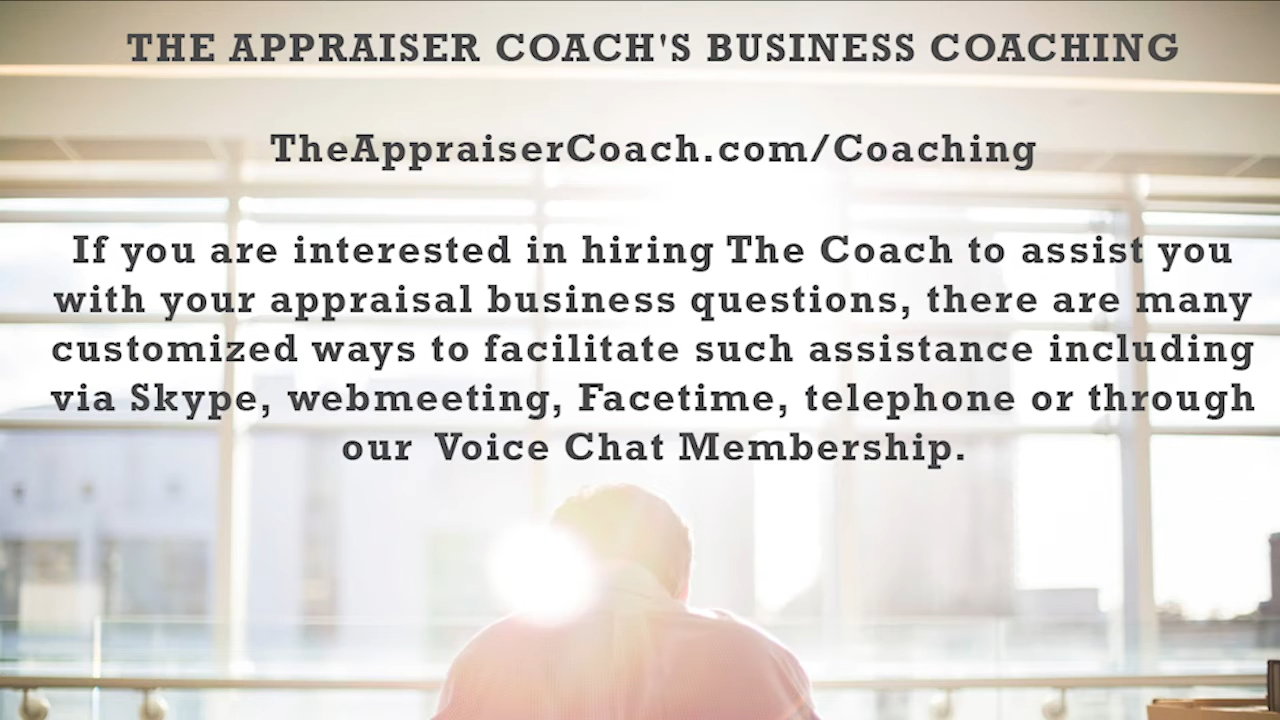 THE APPRAISER COACH'S BUSINESS COACHING
TheAppraiserCoach.com/Coaching
If you are interested in hiring The Coach to assist you
with your appraisal business questions, there are many
customized ways to facilitate such assistance including
via Skype, webmeeting, Facetime, telephone or through
our  Voice Chat Membership.